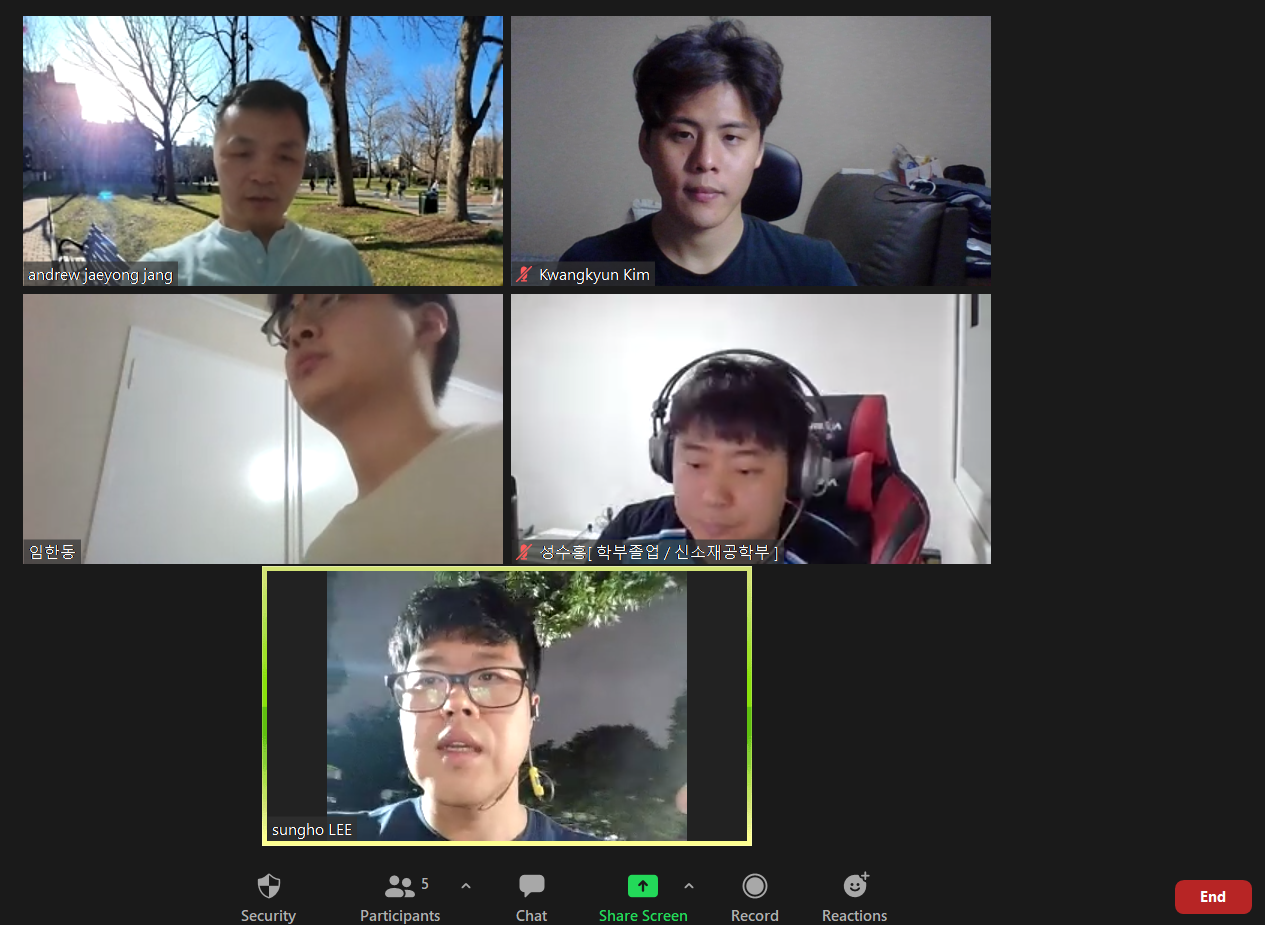 andrew jaeyong jang
Kwangkyun Kim
임한동
성수홍[ 학부졸업 / 신소재공학부 ]
sungho LEE
5
Security
Participants
Chat
Share Screen
Record
Reactions
End